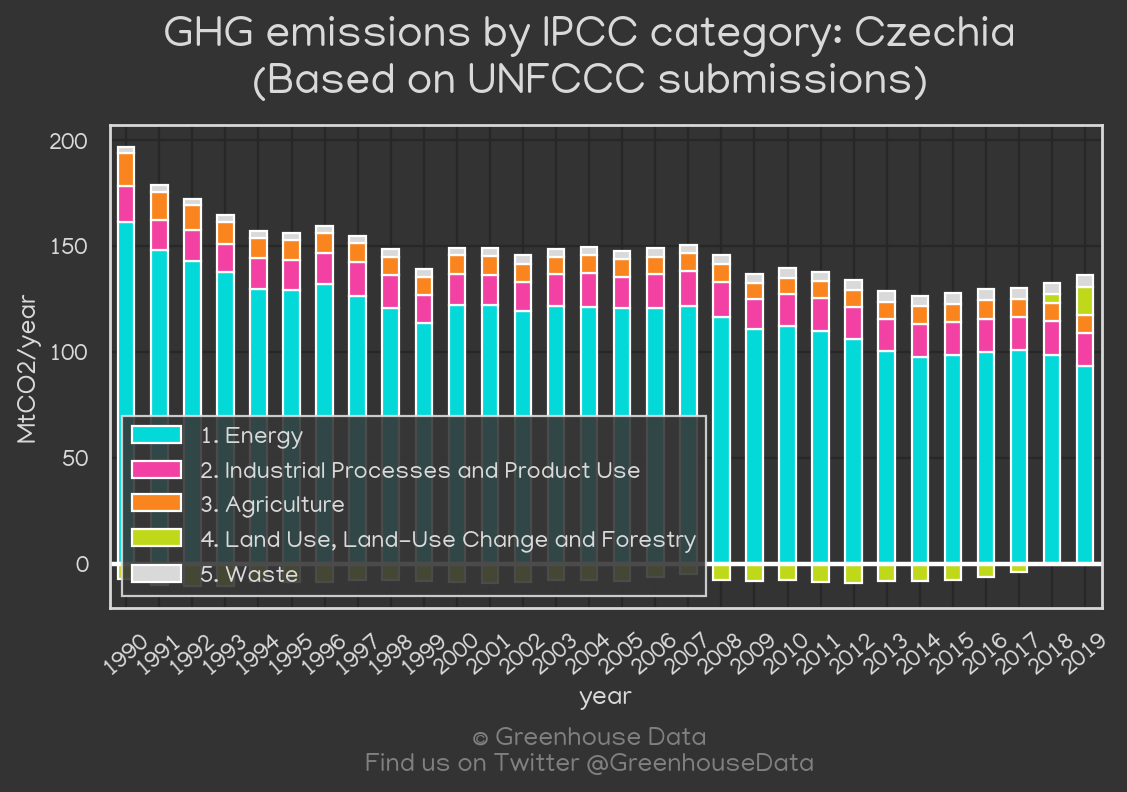 GHG emissions by IPCC category: Czechia
(Based on UNFCCC submissions)
MtCO2/year
200
150
100
50
0
1. Energy
2. Industrial Processes and Product Use
3. Agriculture
4. Land Use, Land-Use Change and Forestry
5. Waste
1990 1991 1992 1993 1994 1995 1996 1997 1998 1999 2000 2001 2002 2003 2004 2005 2006 2007 2008 2009 2010 2011 2012 2013 2014 2015 2016 2017 2018 2019
year
© Greenhouse Data
Find us on Twitter @GreenhouseData